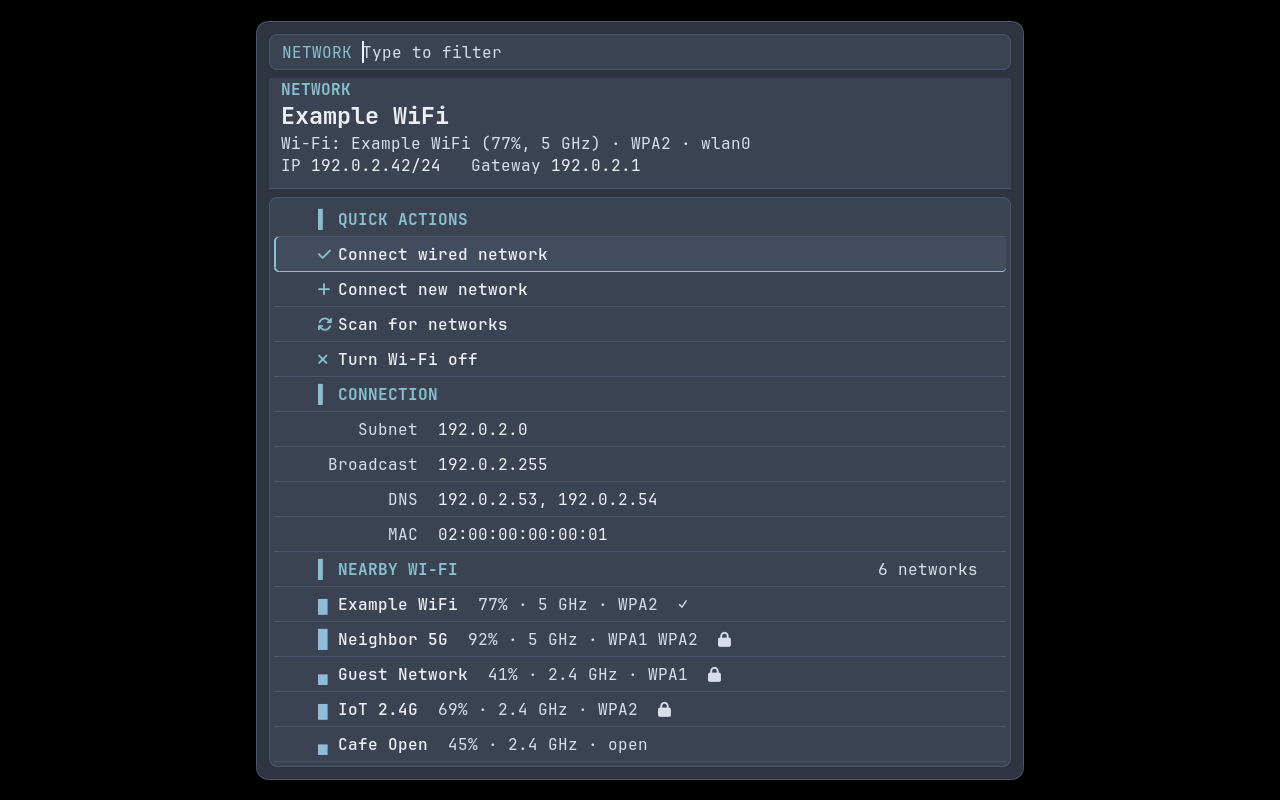 NETWORK Type to filter
NETWORK
Example WiFi
Wi-Fi: Example WiFi (77%, 5 GHz) · WPA2 · wlan0
IP 192.0.2.42/24 Gateway 192.0.2.1
QUICK ACTIONS
Connect wired network
Connect new network
Scan for networks
Turn Wi-Fi off
CONNECTION
Subnet 192.0.2.0
Broadcast 192.0.2.255
DNS 192.0.2.53, 192.0.2.54
MAC 02:00:00:00:00:01
NEARBY WI-FI 6 networks
Example WiFi 77% · 5 GHz · WPA2 ✓
Neighbor 5G 92% · 5 GHz · WPA1 WPA2
Guest Network 41% · 2.4 GHz · WPA1
IoT 2.4G 69% · 2.4 GHz · WPA2
Cafe Open 45% · 2.4 GHz · open